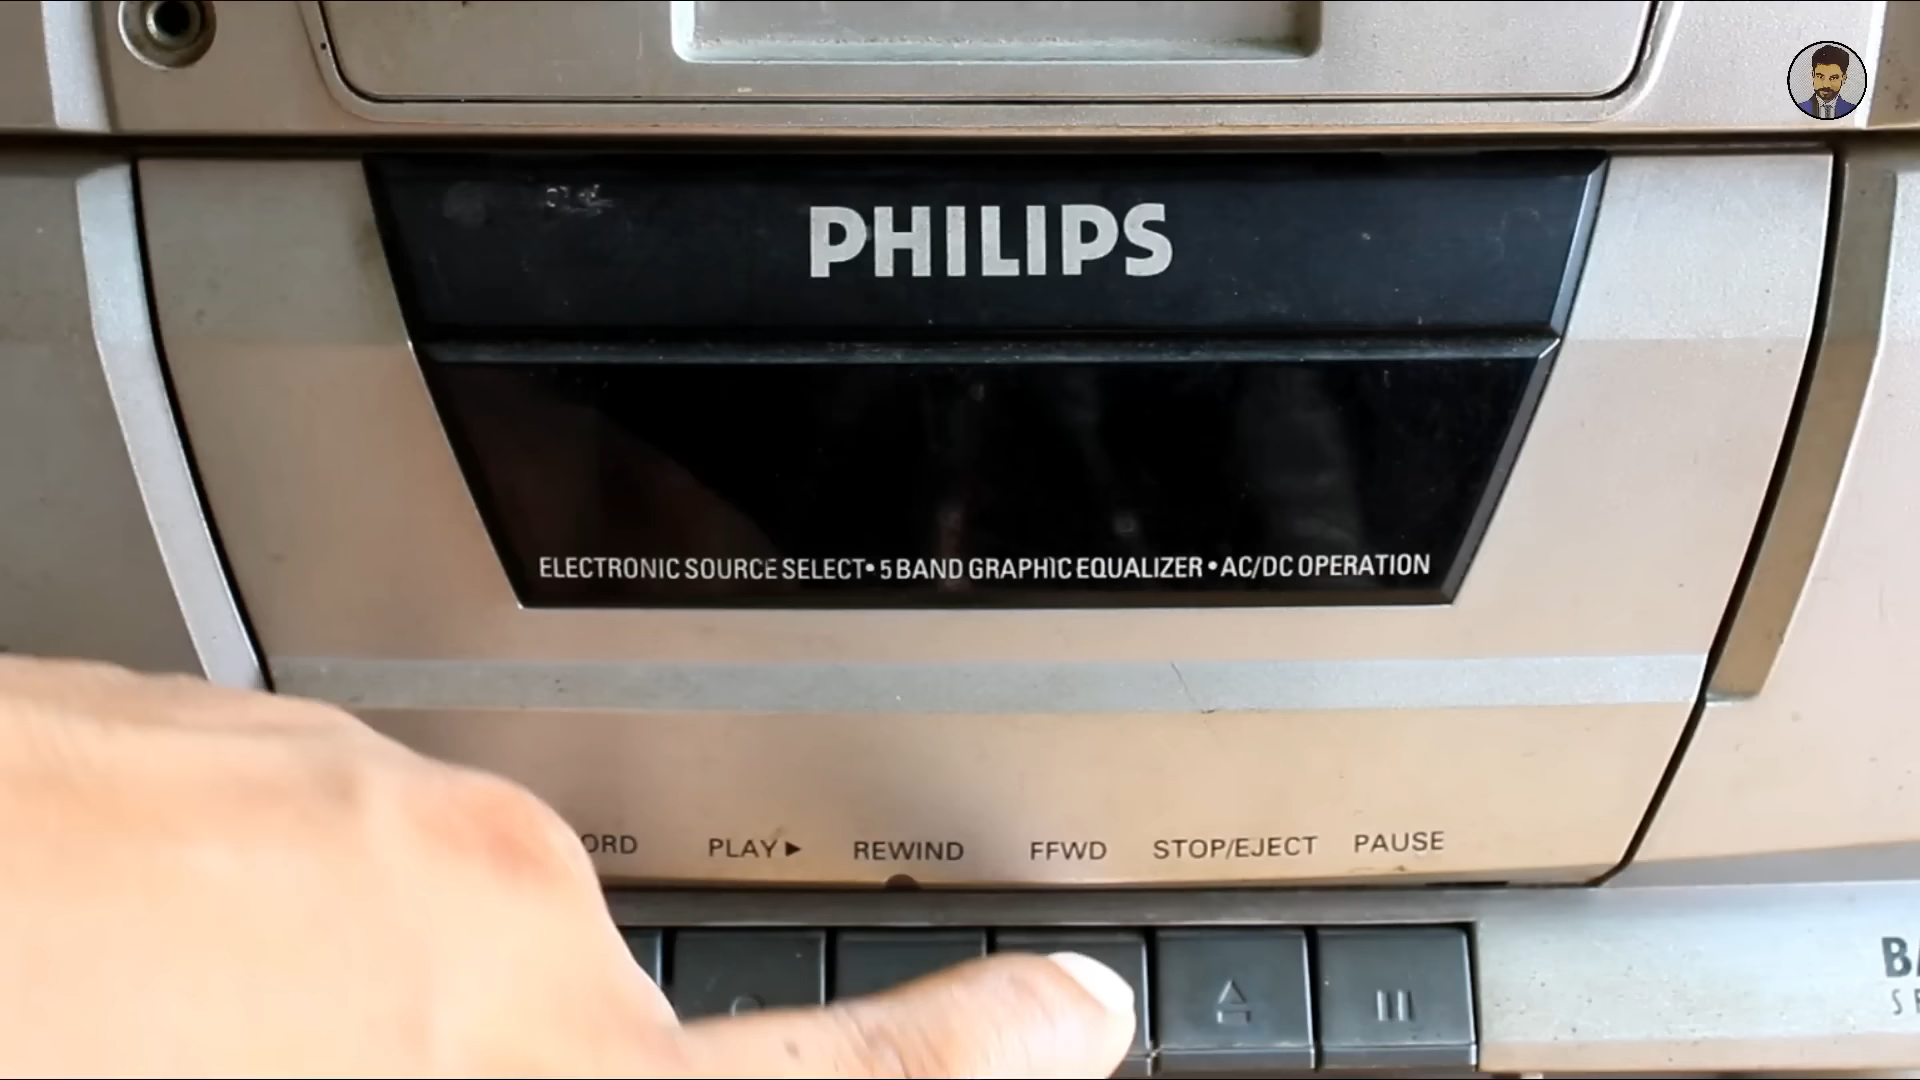 PHILIPS
ELECTRONIC SOURCE SELECT • 5 BAND GRAPHIC EQUALIZER • AC/DC OPERATION
ORD PLAY ▶ REWIND FFWD STOP/EJECT PAUSE